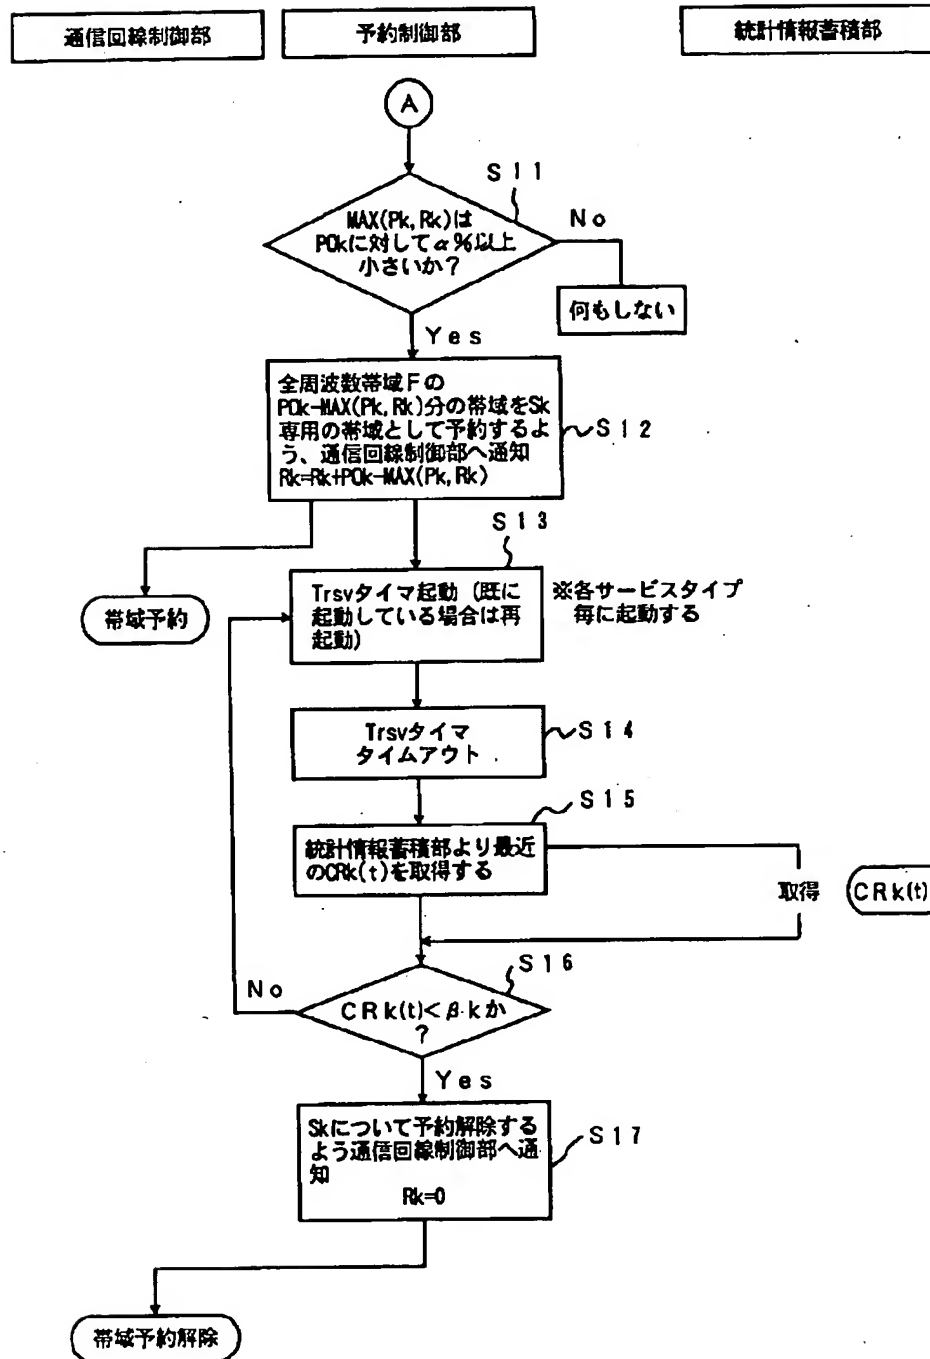 通信回線制御部
予約制御部
統計情報蓄積部
A
S11
MAX(Pk,Rk)は
POkに対してα%以上
小さいか？
No
何もしない
Yes
全周波数帯域Fの
POk-MAX(Pk,Rk)分の帯域をSk
専用の帯域として予約するよ
う、通信回線制御部へ通知
Rk=Rk+POk-MAX(Pk,Rk)
S12
帯域予約
S13
Trsvタイマ起動（既に
起動している場合は再
起動）
※各サービスタイプ
毎に起動する
Trsvタイマ
タイムアウト
S14
S15
統計情報蓄積部より最近
のCRk(t)を取得する
取得
CRk(t)
S16
No
CRk(t)<β·kか
？
Yes
Skについて予約解除する
よう通信回線制御部へ通
知
Rk=0
S17
帯域予約解除